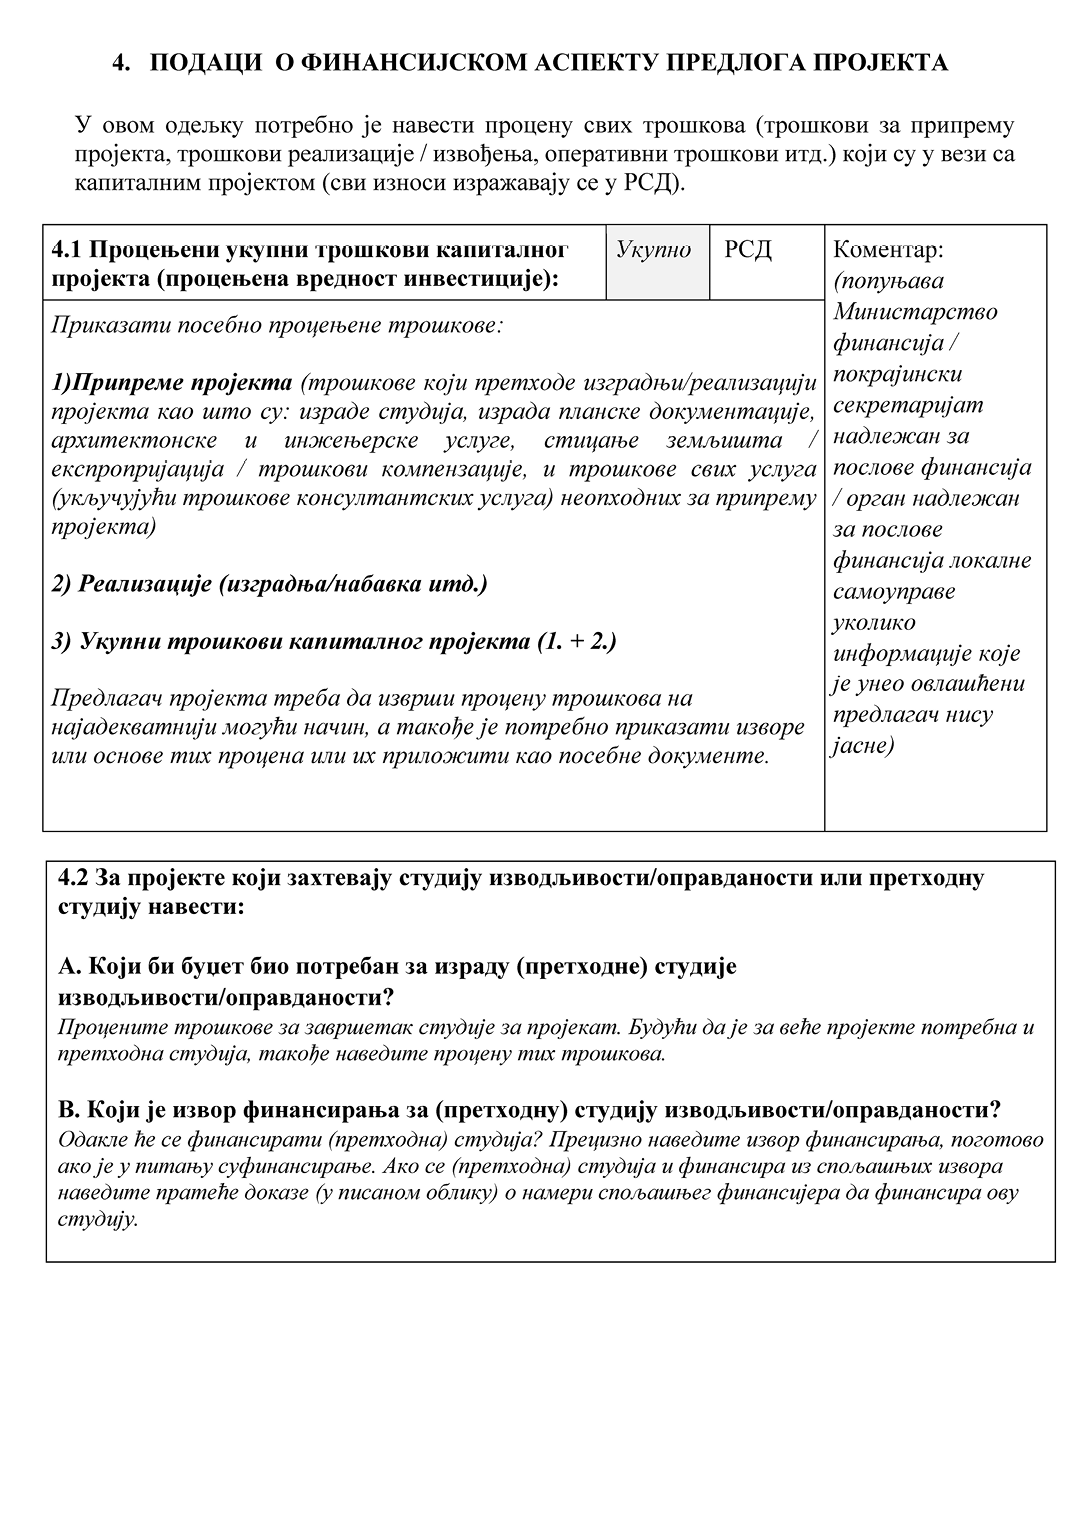 4. ПОДАЦИ О ФИНАНСИЈСКОМ АСПЕКТУ ПРЕДЛОГА ПРОЈЕКТА
У овом одељку потребно је навести процену свих трошкова (трошкови за припрему
пројекта, трошкови реализације / извођења, оперативни трошкови итд.) који су у вези са
капиталним пројектом (сви износи изражавају се у РСД).
4.1 Процењени укупни трошкови капиталног
пројекта (процењена вредност инвестиције):
Укупно
РСД
Приказати посебно процењене трошкове:
1)Припреме пројекта (трошкове који претходе изградњи/реализацији
пројекта као што су: израде студија, израда планске документације,
архитектонске и инжењерске услуге, стицање земљишта /
експропријација / трошкови компензације, и трошкове свих услуга
(укључујући трошкове консултантских услуга) неопходних за припрему
пројекта)
2) Реализације (изградња/набавка итд.)
3) Укупни трошкови капиталног пројекта (1. + 2.)
Предлагач пројекта треба да изврши процену трошкова на
најадекватнији могући начин, а такође је потребно приказати изворе
или основе тих процена или их приложити као посебне документе.
Коментар:
(попуњава
Министарство
финансија /
покрајински
секретаријат
надлежан за
послове финансија
/ орган надлежан
за послове
финансија локалне
самоуправе
уколико
информације које
је унео овлашћени
предлагач нису
јасне)
4.2 За пројекте који захтевају студију изводљивости/оправданости или претходну
студију навести:
А. Који би буџет био потребан за израду (претходне) студије
изводљивости/оправданости?
Процените трошкове за завршетак студије за пројекат. Будући да је за веће пројекте потребна и
претходна студија, такође наведите процену тих трошкова.
В. Који је извор финансирања за (претходну) студију изводљивости/оправданости?
Одакле ће се финансирати (претходна) студија? Прецизно наведите извор финансирања, поготово
ако је у питању суфинансирање. Ако се (претходна) студија и финансира из спољашњих извора
наведите пратеће доказе (у писаном облику) о намери спољашњег финансијера да финансира ову
студију.